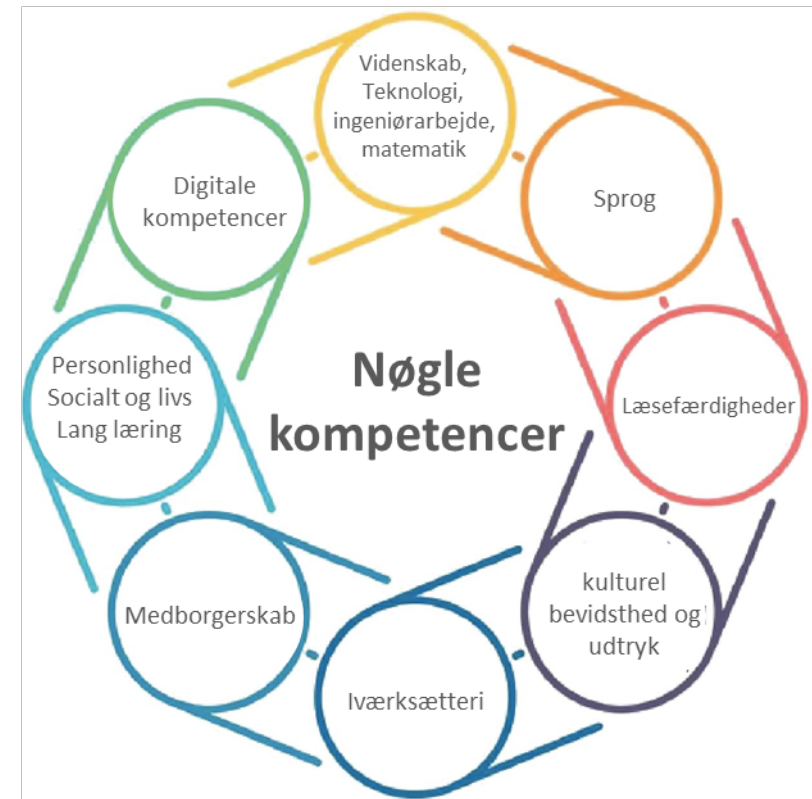 Videnskab,
Teknologi,
ingeniørarbejde,
matematik
Sprog
Læsefærdigheder
kulturel
bevidsthed og
udtryk
Iværksætteri
Medborgerskab
Personlighed
Socialt og livs
Lang læring
Digitale
kompetencer
Nøgle
kompetencer